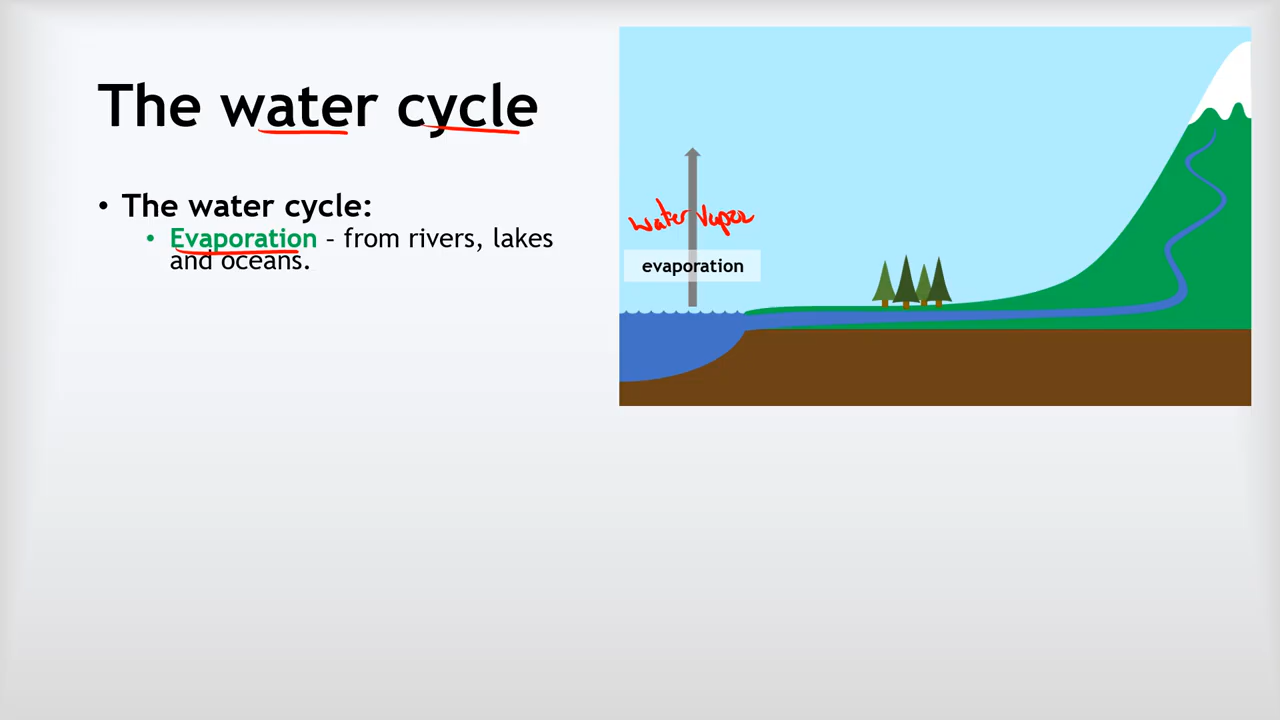 The water cycle
• The water cycle:
• Evaporation – from rivers, lakes
and oceans.
water vapor
evaporation